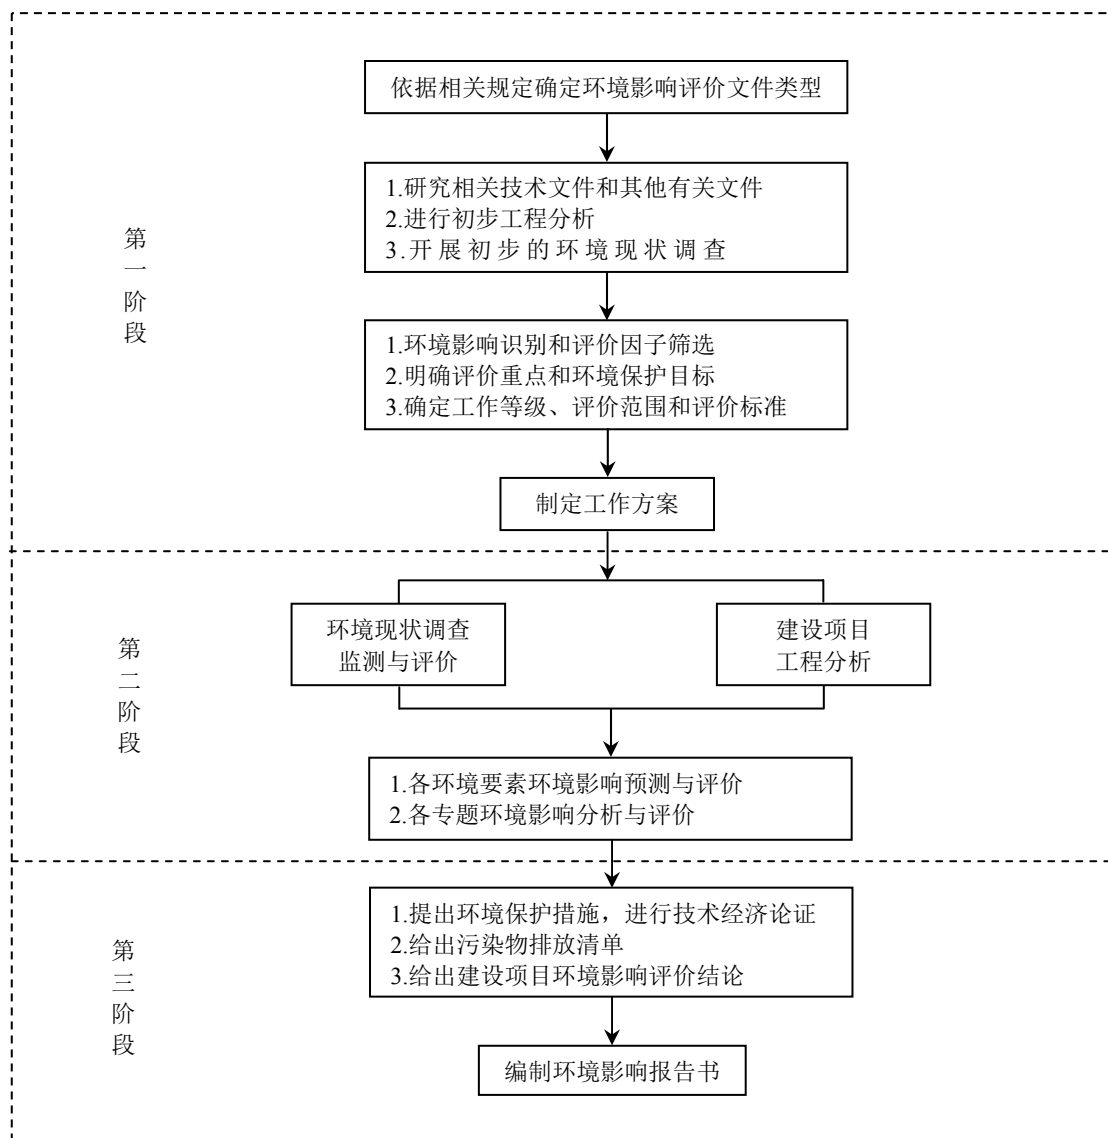 依据相关规定确定环境影响评价文件类型
1.研究相关技术文件和其他有关文件
2.进行初步工程分析
3.开展初步的环境现状调查
第一阶段
1.环境影响识别和评价因子筛选
2.明确评价重点和环境保护目标
3.确定工作等级、评价范围和评价标准
制定工作方案
环境现状调查
监测与评价
建设项目
工程分析
第二阶段
1.各环境要素环境影响预测与评价
2.各专题环境影响分析与评价
1.提出环境保护措施，进行技术经济论证
2.给出污染物排放清单
3.给出建设项目环境影响评价结论
第三阶段
编制环境影响报告书